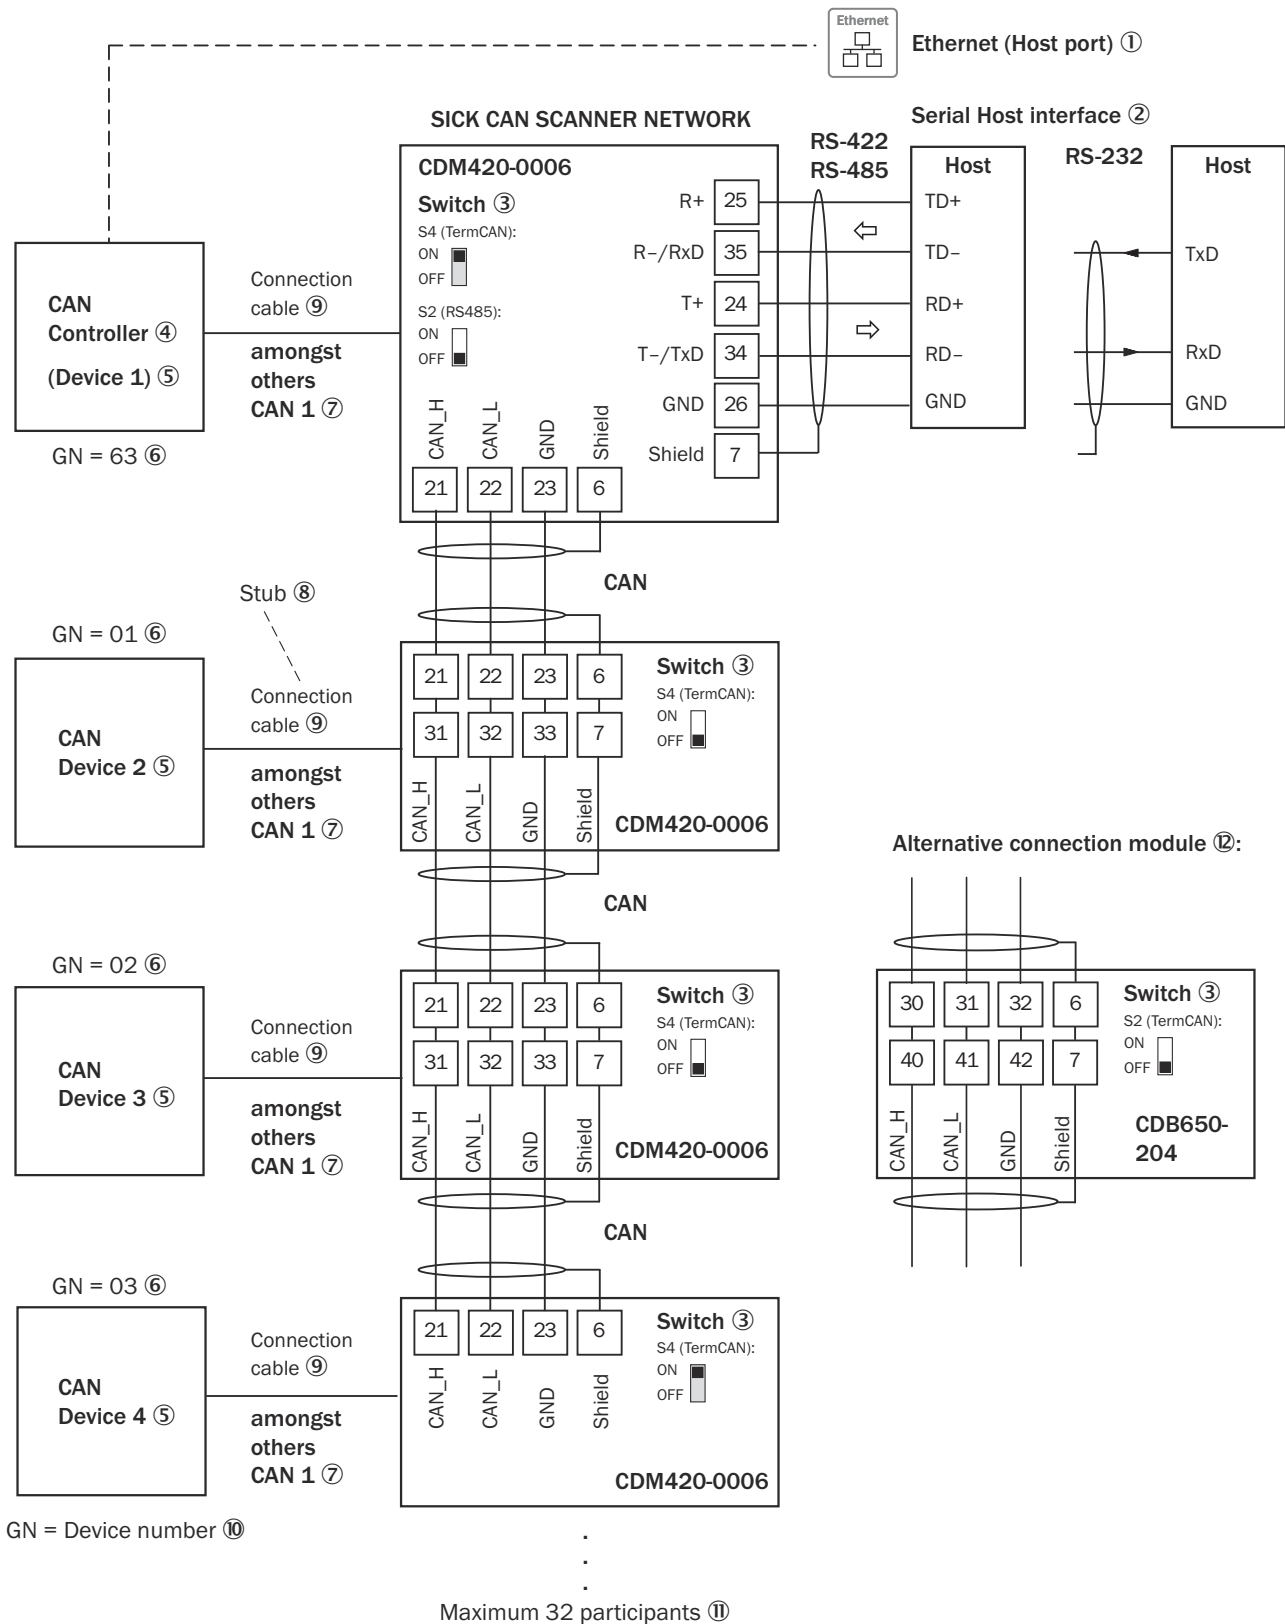 Ethernet
Ethernet (Host port) ①
SICK CAN SCANNER NETWORK
Serial Host interface ②
RS-422
RS-485
RS-232
CDM420-0006
Switch ③
S4 (TermCAN):
ON
OFF
S2 (RS485):
ON
OFF
R+ 25
R–/RxD 35
T+ 24
T–/TxD 34
GND 26
Shield 7
CAN_H CAN_L GND Shield
21 22 23 6
Host
TD+
TD–
RD+
RD–
GND
Host
TxD
RxD
GND
CAN
Controller ④
(Device 1) ⑤
GN = 63 ⑥
Connection
cable ⑨
amongst
others
CAN 1 ⑦
CAN
Stub ⑧
GN = 01 ⑥
CAN
Device 2 ⑤
Connection
cable ⑨
amongst
others
CAN 1 ⑦
21 22 23 6
31 32 33 7
CAN_H CAN_L GND Shield
Switch ③
S4 (TermCAN):
ON
OFF
CDM420-0006
CAN
GN = 02 ⑥
CAN
Device 3 ⑤
Connection
cable ⑨
amongst
others
CAN 1 ⑦
21 22 23 6
31 32 33 7
CAN_H CAN_L GND Shield
Switch ③
S4 (TermCAN):
ON
OFF
CDM420-0006
CAN
Alternative connection module ⑫:
30 31 32 6
40 41 42 7
CAN_H CAN_L GND Shield
Switch ③
S2 (TermCAN):
ON
OFF
CDB650-
204
GN = 03 ⑥
CAN
Device 4 ⑤
Connection
cable ⑨
amongst
others
CAN 1 ⑦
21 22 23 6
CAN_H CAN_L GND Shield
Switch ③
S4 (TermCAN):
ON
OFF
CDM420-0006
GN = Device number ⑩
.
.
.
Maximum 32 participants ⑪